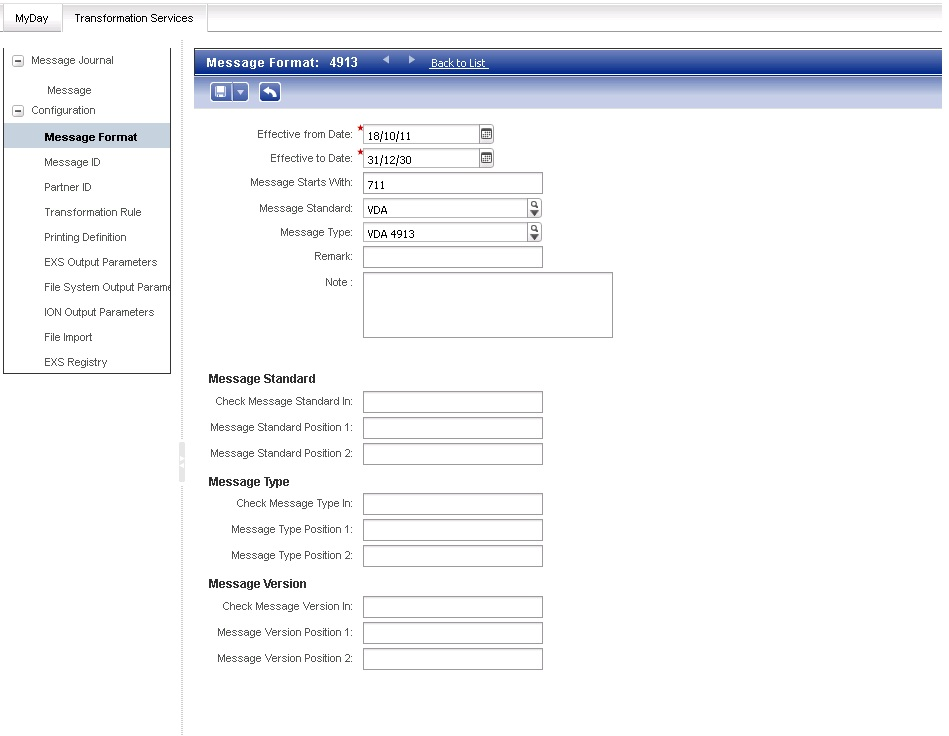 MyDay
Transformation Services
Message Journal
Message
Configuration
Message Format
Message ID
Partner ID
Transformation Rule
Printing Definition
EXS Output Parameters
File System Output Parame
ION Output Parameters
File Import
EXS Registry
Message Format: 4913
Back to List
Effective from Date: * 18/10/11
Effective to Date: * 31/12/30
Message Starts With: 711
Message Standard: VDA
Message Type: VDA 4913
Remark:
Note :
Message Standard
Check Message Standard In:
Message Standard Position 1:
Message Standard Position 2:
Message Type
Check Message Type In:
Message Type Position 1:
Message Type Position 2:
Message Version
Check Message Version In:
Message Version Position 1:
Message Version Position 2: